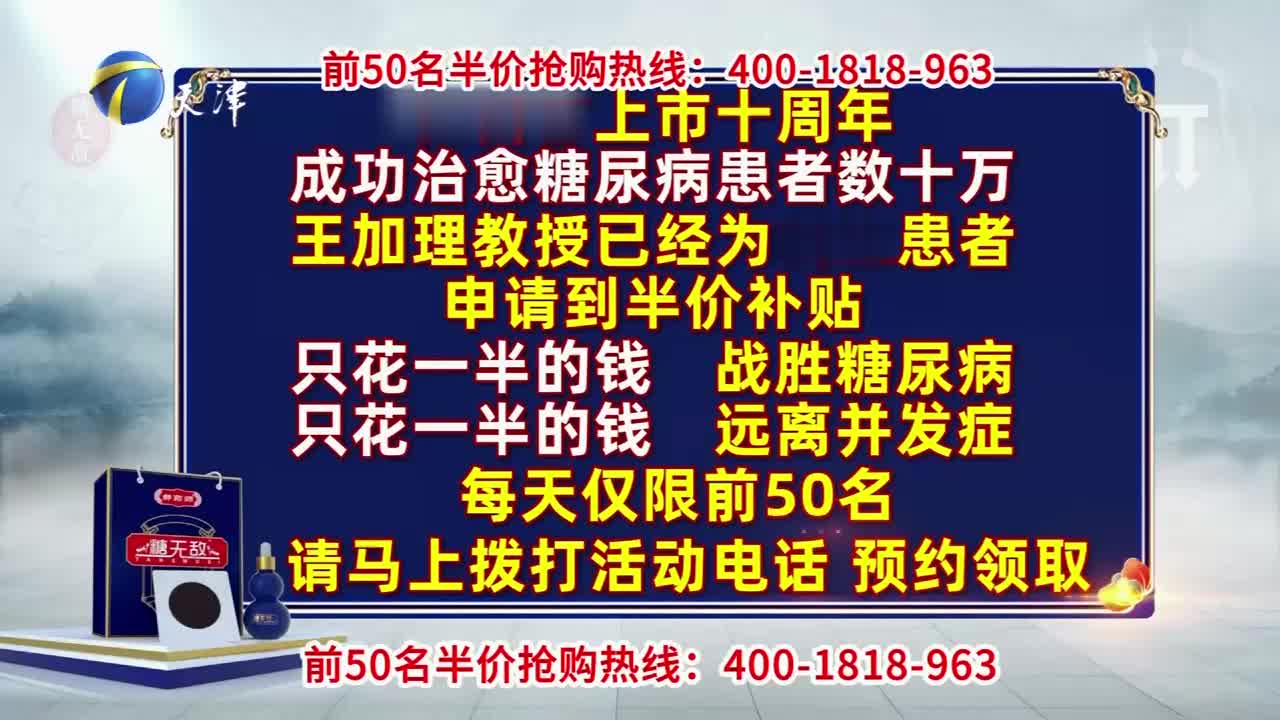 前50名半价抢购热线：400-1818-963
天津
上市十周年
成功治愈糖尿病患者数十万
王加理教授已经为 患者
申请到半价补贴
只花一半的钱 战胜糖尿病
只花一半的钱 远离并发症
每天仅限前50名
请马上拨打活动电话 预约领取
糖无敌
TANGWUDI
前50名半价抢购热线：400-1818-963